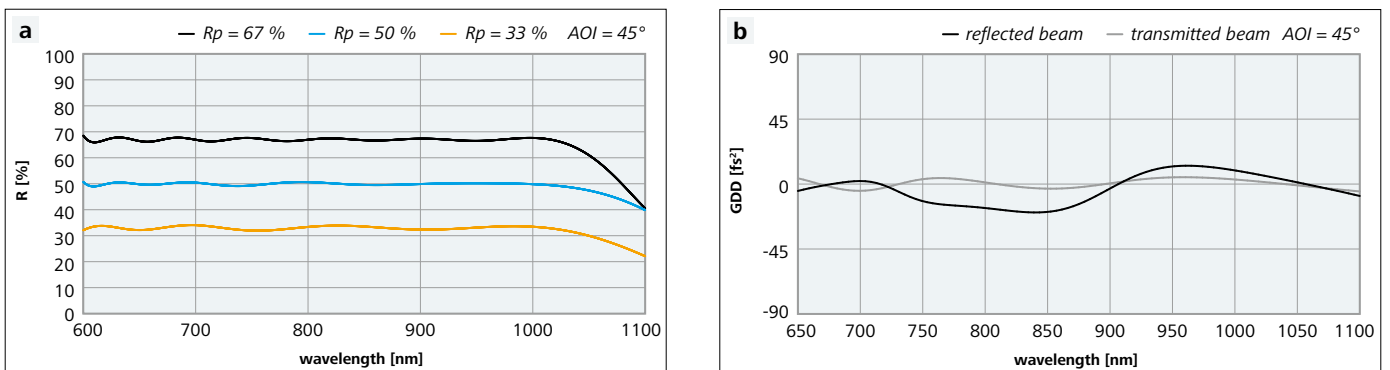 a
Rp = 67 % Rp = 50 % Rp = 33 % AOI = 45°
100
90
80
70
60
50
40
30
20
10
0
R [%]
600 700 800 900 1000 1100
wavelength [nm]
b
reflected beam transmitted beam AOI = 45°
90
45
0
-45
-90
GDD [fs²]
650 700 750 800 850 900 950 1000 1050 1100
wavelength [nm]